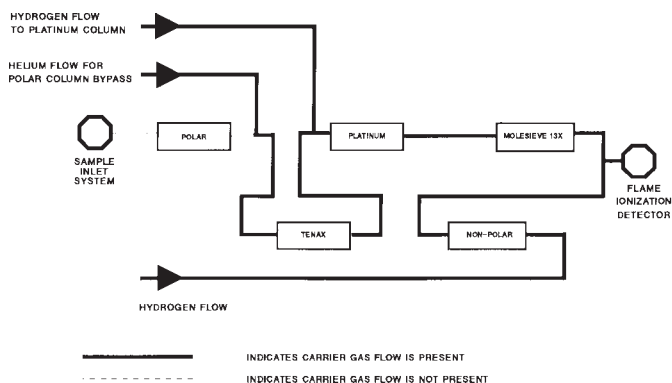 HYDROGEN FLOW
TO PLATINUM COLUMN
HELIUM FLOW FOR
POLAR COLUMN BYPASS
POLAR
PLATINUM
MOLESIEVE 13X
SAMPLE
INLET
SYSTEM
FLAME
IONIZATION
DETECTOR
TENAX
NON-POLAR
HYDROGEN FLOW
INDICATES CARRIER GAS FLOW IS PRESENT
INDICATES CARRIER GAS FLOW IS NOT PRESENT